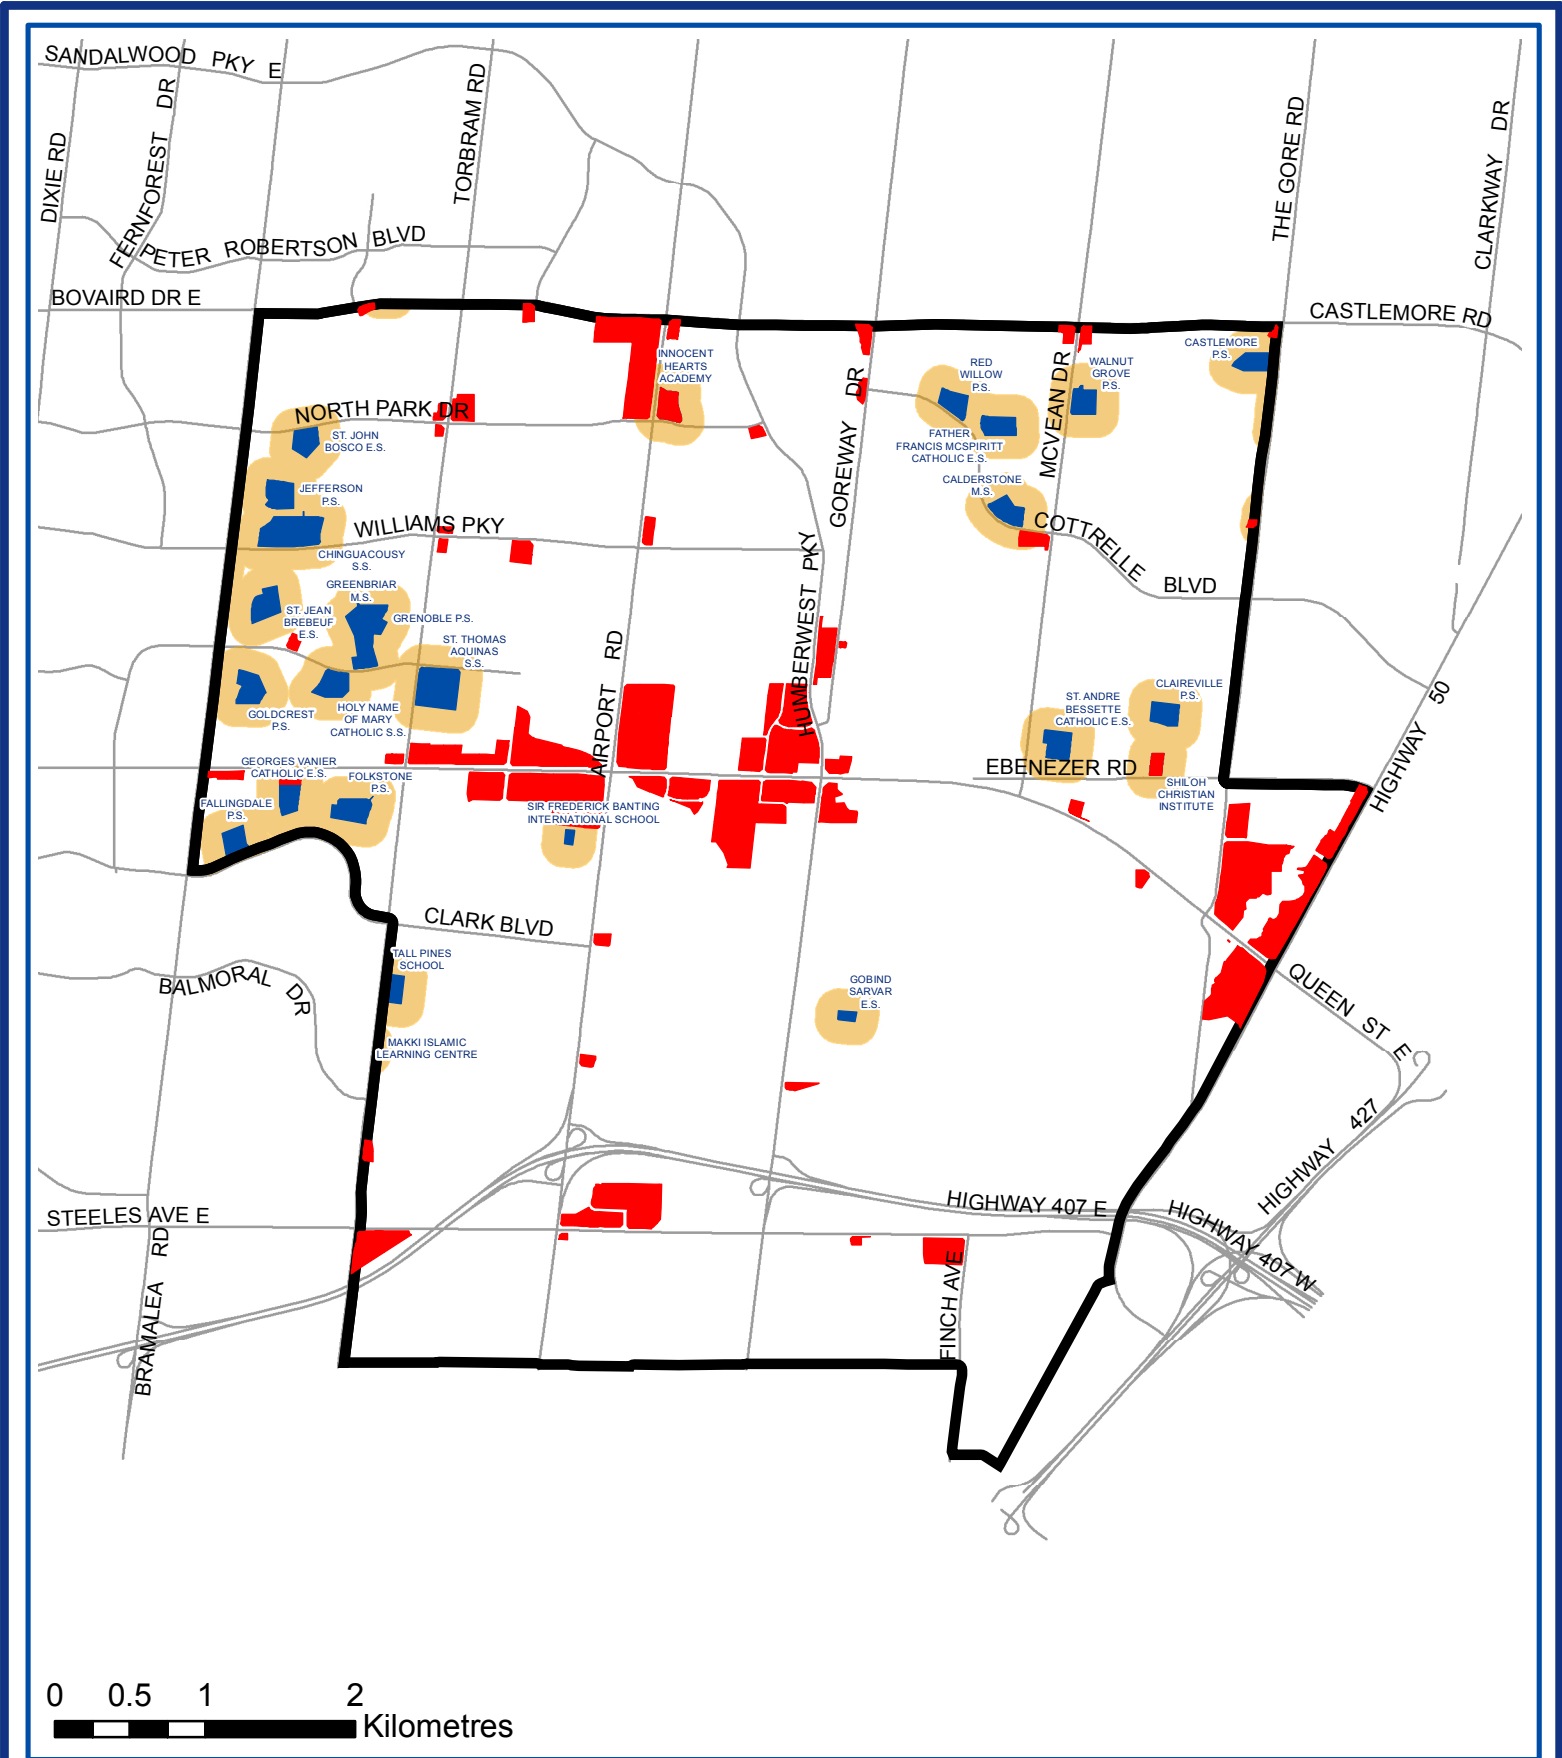 SANDALWOOD PKY E
DIXIE RD
FERNFOREST DR
TORBRAM RD
THE GORE RD
CLARKWAY DR
PETER ROBERTSON BLVD
BOVAIRD DR E
CASTLEMORE RD
INNOCENT
HEARTS
ACADEMY
RED
WILLOW
P.S.
WALNUT
GROVE
P.S.
CASTLEMORE
P.S.
NORTH PARK DR
ST. JOHN
BOSCO E.S.
GOREWAY DR
MCVEAN DR
FATHER
FRANCIS MCSPIRITT
CATHOLIC E.S.
CALDERSTONE
M.S.
JEFFERSON
P.S.
WILLIAMS PKY
CHINGUACOUSY
S.S.
COTTRELLE BLVD
GREENBRIAR
M.S.
GRENOBLE P.S.
ST. JEAN
BREBEUF
E.S.
ST. THOMAS
AQUINAS
S.S.
HUMBERWEST PKY
AIRPORT RD
GOLDCREST
P.S.
HOLY NAME
OF MARY
CATHOLIC S.S.
ST. ANDRE
BESSETTE
CATHOLIC E.S.
CLAIREVILLE
P.S.
HIGHWAY 50
GEORGES VANIER
CATHOLIC E.S.
FOLKSTONE
P.S.
FALLINGDALE
P.S.
EBENEZER RD
SHILOH
CHRISTIAN
INSTITUTE
SIR FREDERICK BANTING
INTERNATIONAL SCHOOL
CLARK BLVD
TALL PINES
SCHOOL
BALMORAL DR
GOBIND
SARVAR
E.S.
QUEEN ST E
MAKKI ISLAMIC
LEARNING CENTRE
HIGHWAY 427
HIGHWAY 407 E
HIGHWAY 407 W
STEELES AVE E
BRAMALEA RD
FINCH AVE
0 0.5 1 2
Kilometres